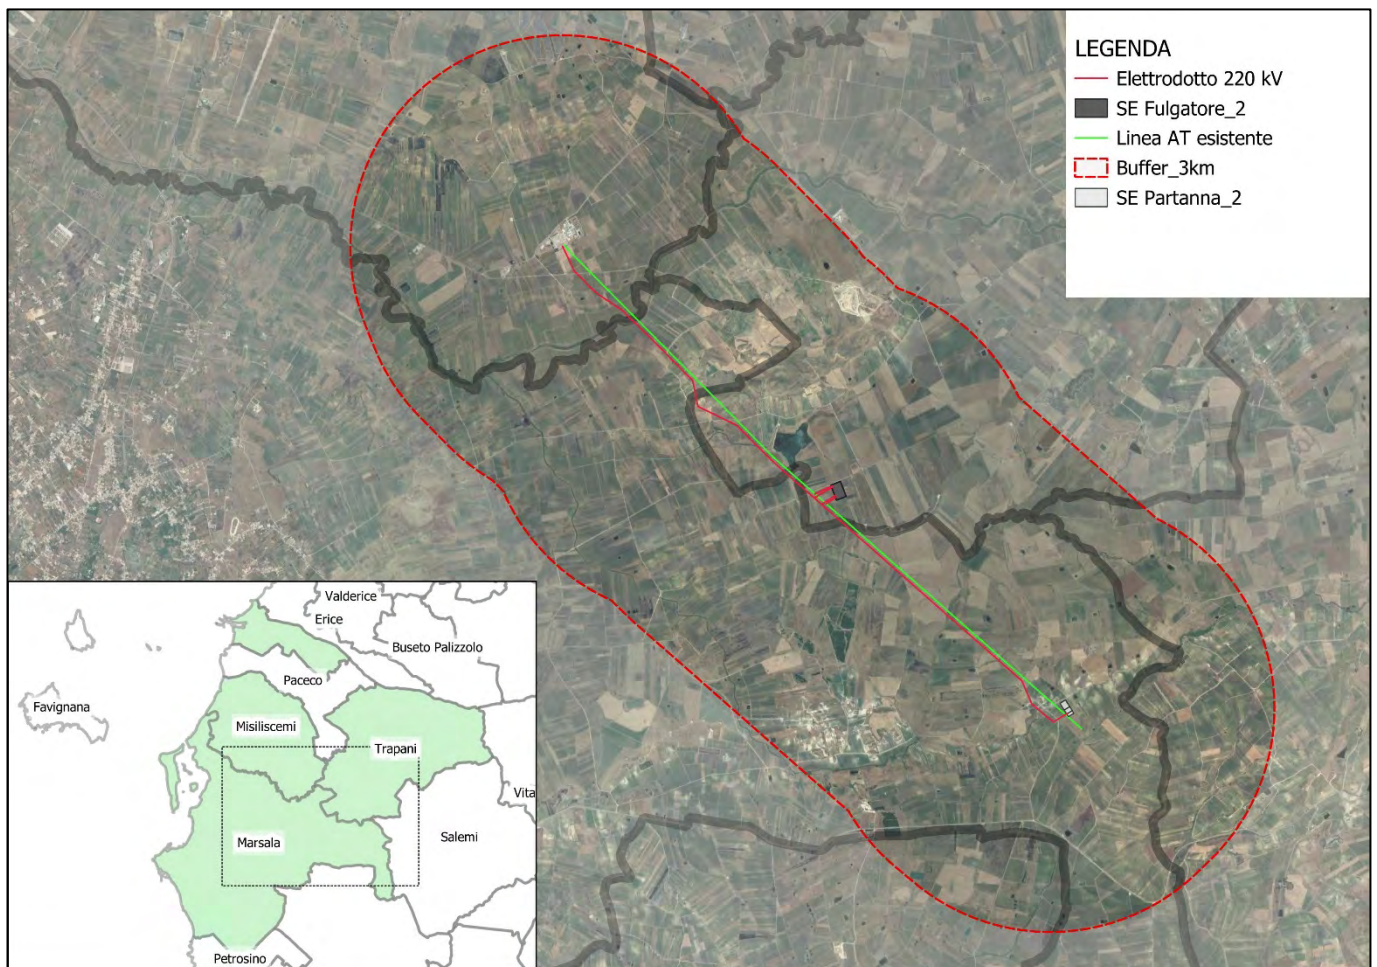 LEGENDA
Elettrodotto 220 kV
SE Fulgatore_2
Linea AT esistente
Buffer_3km
SE Partanna_2
Valderice
Erice
Buseto Palizzolo
Paceco
Favignana
Misiliscemi
Trapani
Vita
Salemi
Marsala
Petrosino